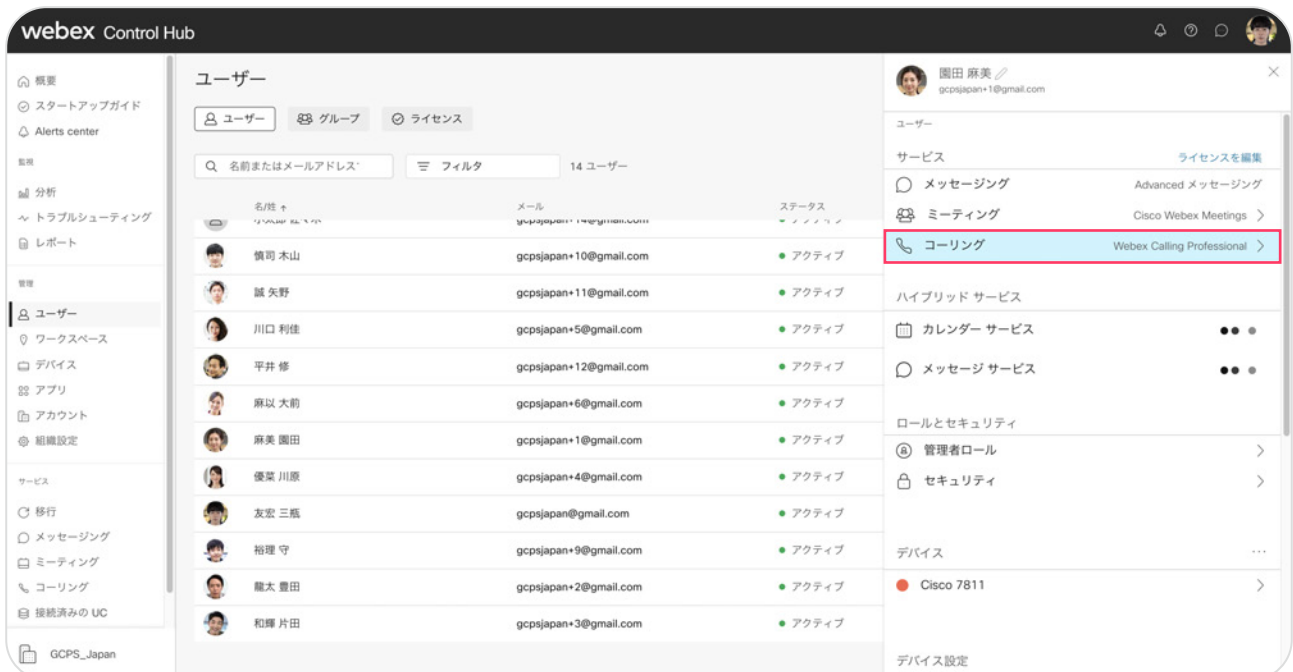 webex Control Hub
概要
スタートアップガイド
Alerts center
監視
分析
トラブルシューティング
レポート
管理
ユーザー
ワークスペース
デバイス
アプリ
アカウント
組織設定
サービス
移行
メッセージング
ミーティング
コーリング
接続済みの UC
GCPS_Japan
ユーザー
ユーザー グループ ライセンス
名前またはメールアドレス フィルタ 14 ユーザー
名/姓 ↑ メール ステータス
慎司 木山 gcpsjapan+10@gmail.com アクティブ
誠 矢野 gcpsjapan+11@gmail.com アクティブ
川口 利佳 gcpsjapan+5@gmail.com アクティブ
平井 修 gcpsjapan+12@gmail.com アクティブ
麻以 大前 gcpsjapan+6@gmail.com アクティブ
麻美 園田 gcpsjapan+1@gmail.com アクティブ
優菜 川原 gcpsjapan+4@gmail.com アクティブ
友宏 三瓶 gcpsjapan@gmail.com アクティブ
裕理 守 gcpsjapan+9@gmail.com アクティブ
龍太 豊田 gcpsjapan+2@gmail.com アクティブ
和輝 片田 gcpsjapan+3@gmail.com アクティブ
園田 麻美
gcpsjapan+1@gmail.com
ユーザー
サービス ライセンスを編集
メッセージング Advanced メッセージング
ミーティング Cisco Webex Meetings
コーリング Webex Calling Professional
ハイブリッド サービス
カレンダー サービス
メッセージ サービス
ロールとセキュリティ
管理者ロール
セキュリティ
デバイス ...
Cisco 7811
デバイス設定